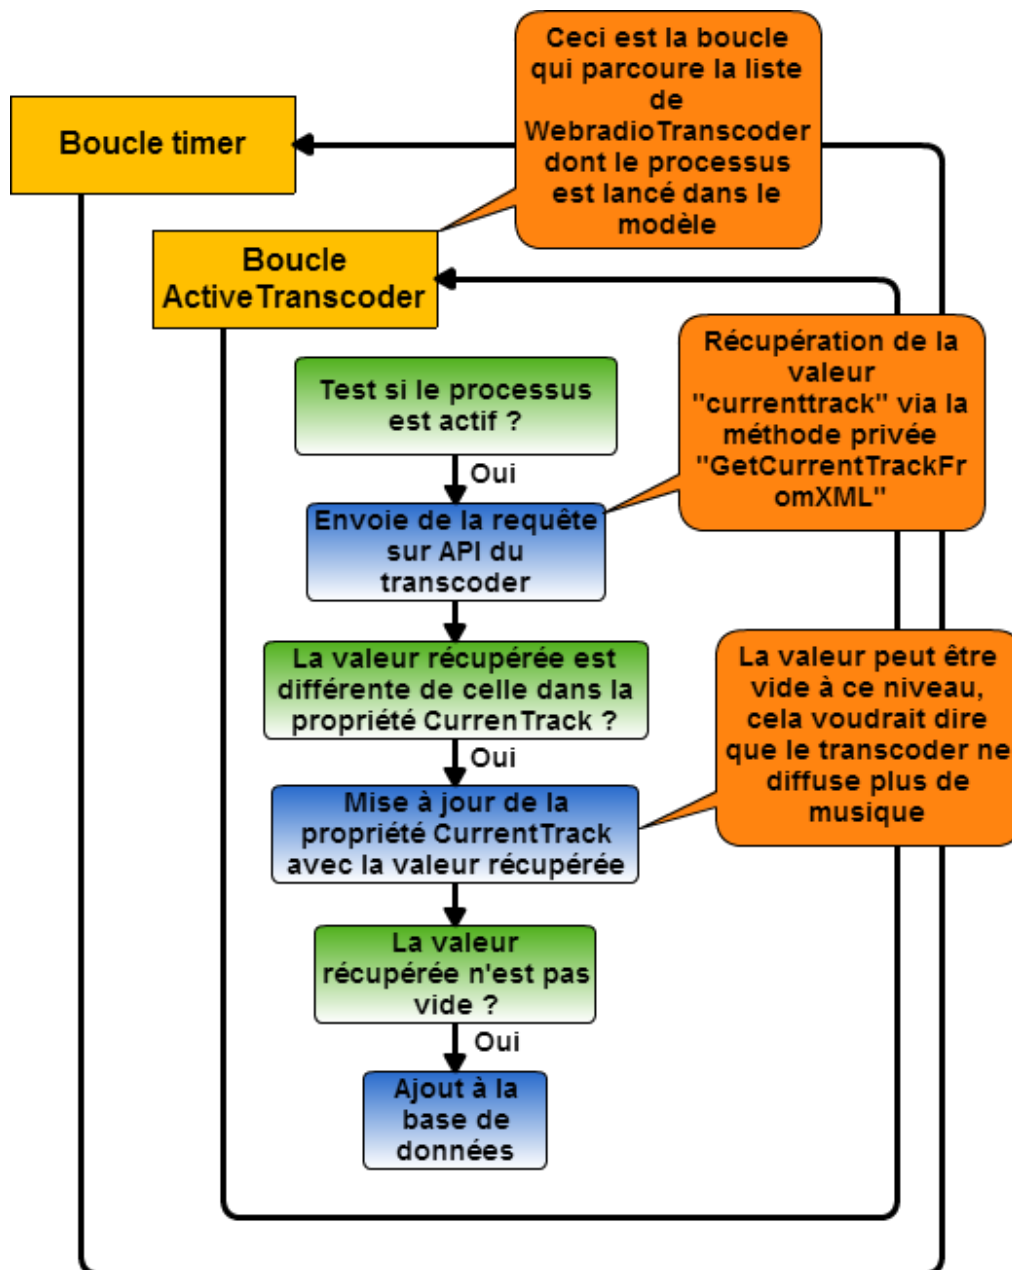 Ceci est la boucle
qui parcoure la liste
de
WebradioTranscoder
dont le processus
est lancé dans le
modèle
Boucle timer
Boucle
ActiveTranscoder
Récupération de la
valeur
"currenttrack" via la
méthode privée
"GetCurrentTrackFr
omXML"
Test si le processus
est actif ?
Oui
Envoie de la requête
sur API du
transcoder
La valeur récupérée est
différente de celle dans la
propriété CurrenTrack ?
Oui
La valeur peut être
vide à ce niveau,
cela voudrait dire
que le transcoder ne
diffuse plus de
musique
Mise à jour de la
propriété CurrentTrack
avec la valeur récupérée
La valeur
récupérée n'est pas
vide ?
Oui
Ajout à la
base de
données